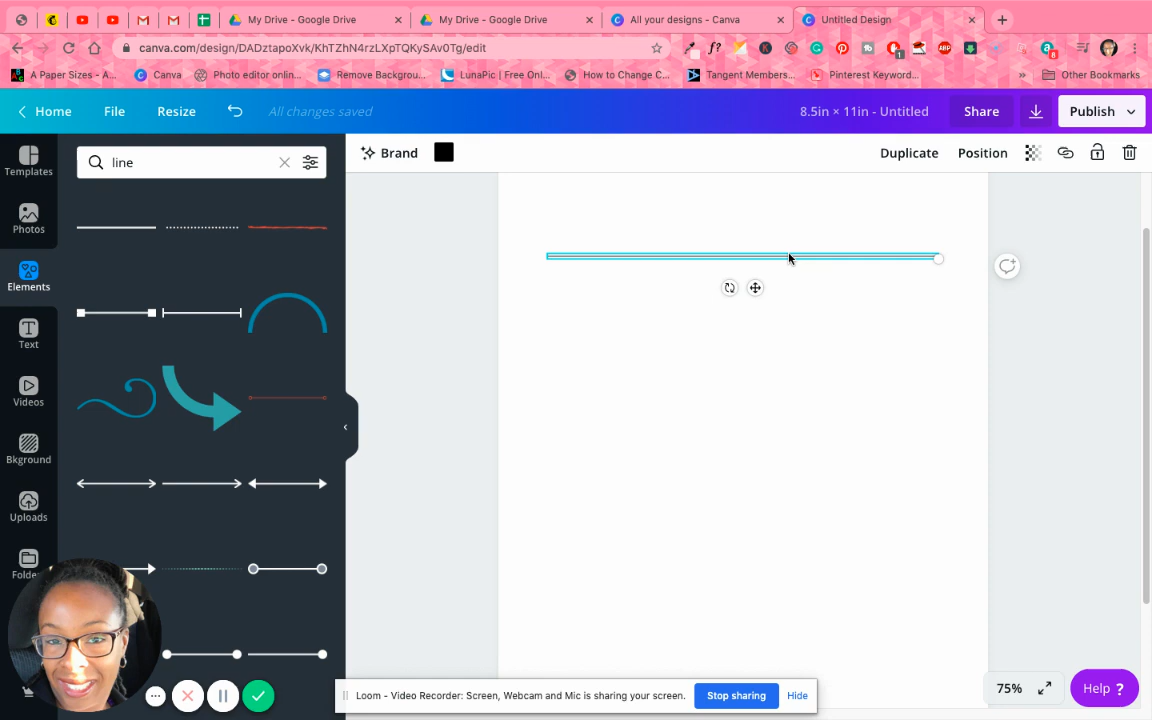 My Drive - Google Drive
My Drive - Google Drive
All your designs - Canva
Untitled Design
canva.com/design/DADztapoXvk/KhTZhN4rzLXpTQKySAv0Tg/edit
A Paper Sizes - A...
Canva
Photo editor onlin...
Remove Backgrou...
LunaPic | Free Onl...
How to Change C...
Tangent Members...
Pinterest Keyword...
»
Other Bookmarks
Home
File
Resize
All changes saved
8.5in × 11in - Untitled
Share
Publish
Templates
line
Brand
Duplicate
Position
Photos
Elements
Text
Videos
Bkground
Uploads
Folder
Loom - Video Recorder: Screen, Webcam and Mic is sharing your screen.
Stop sharing
Hide
75%
Help ?